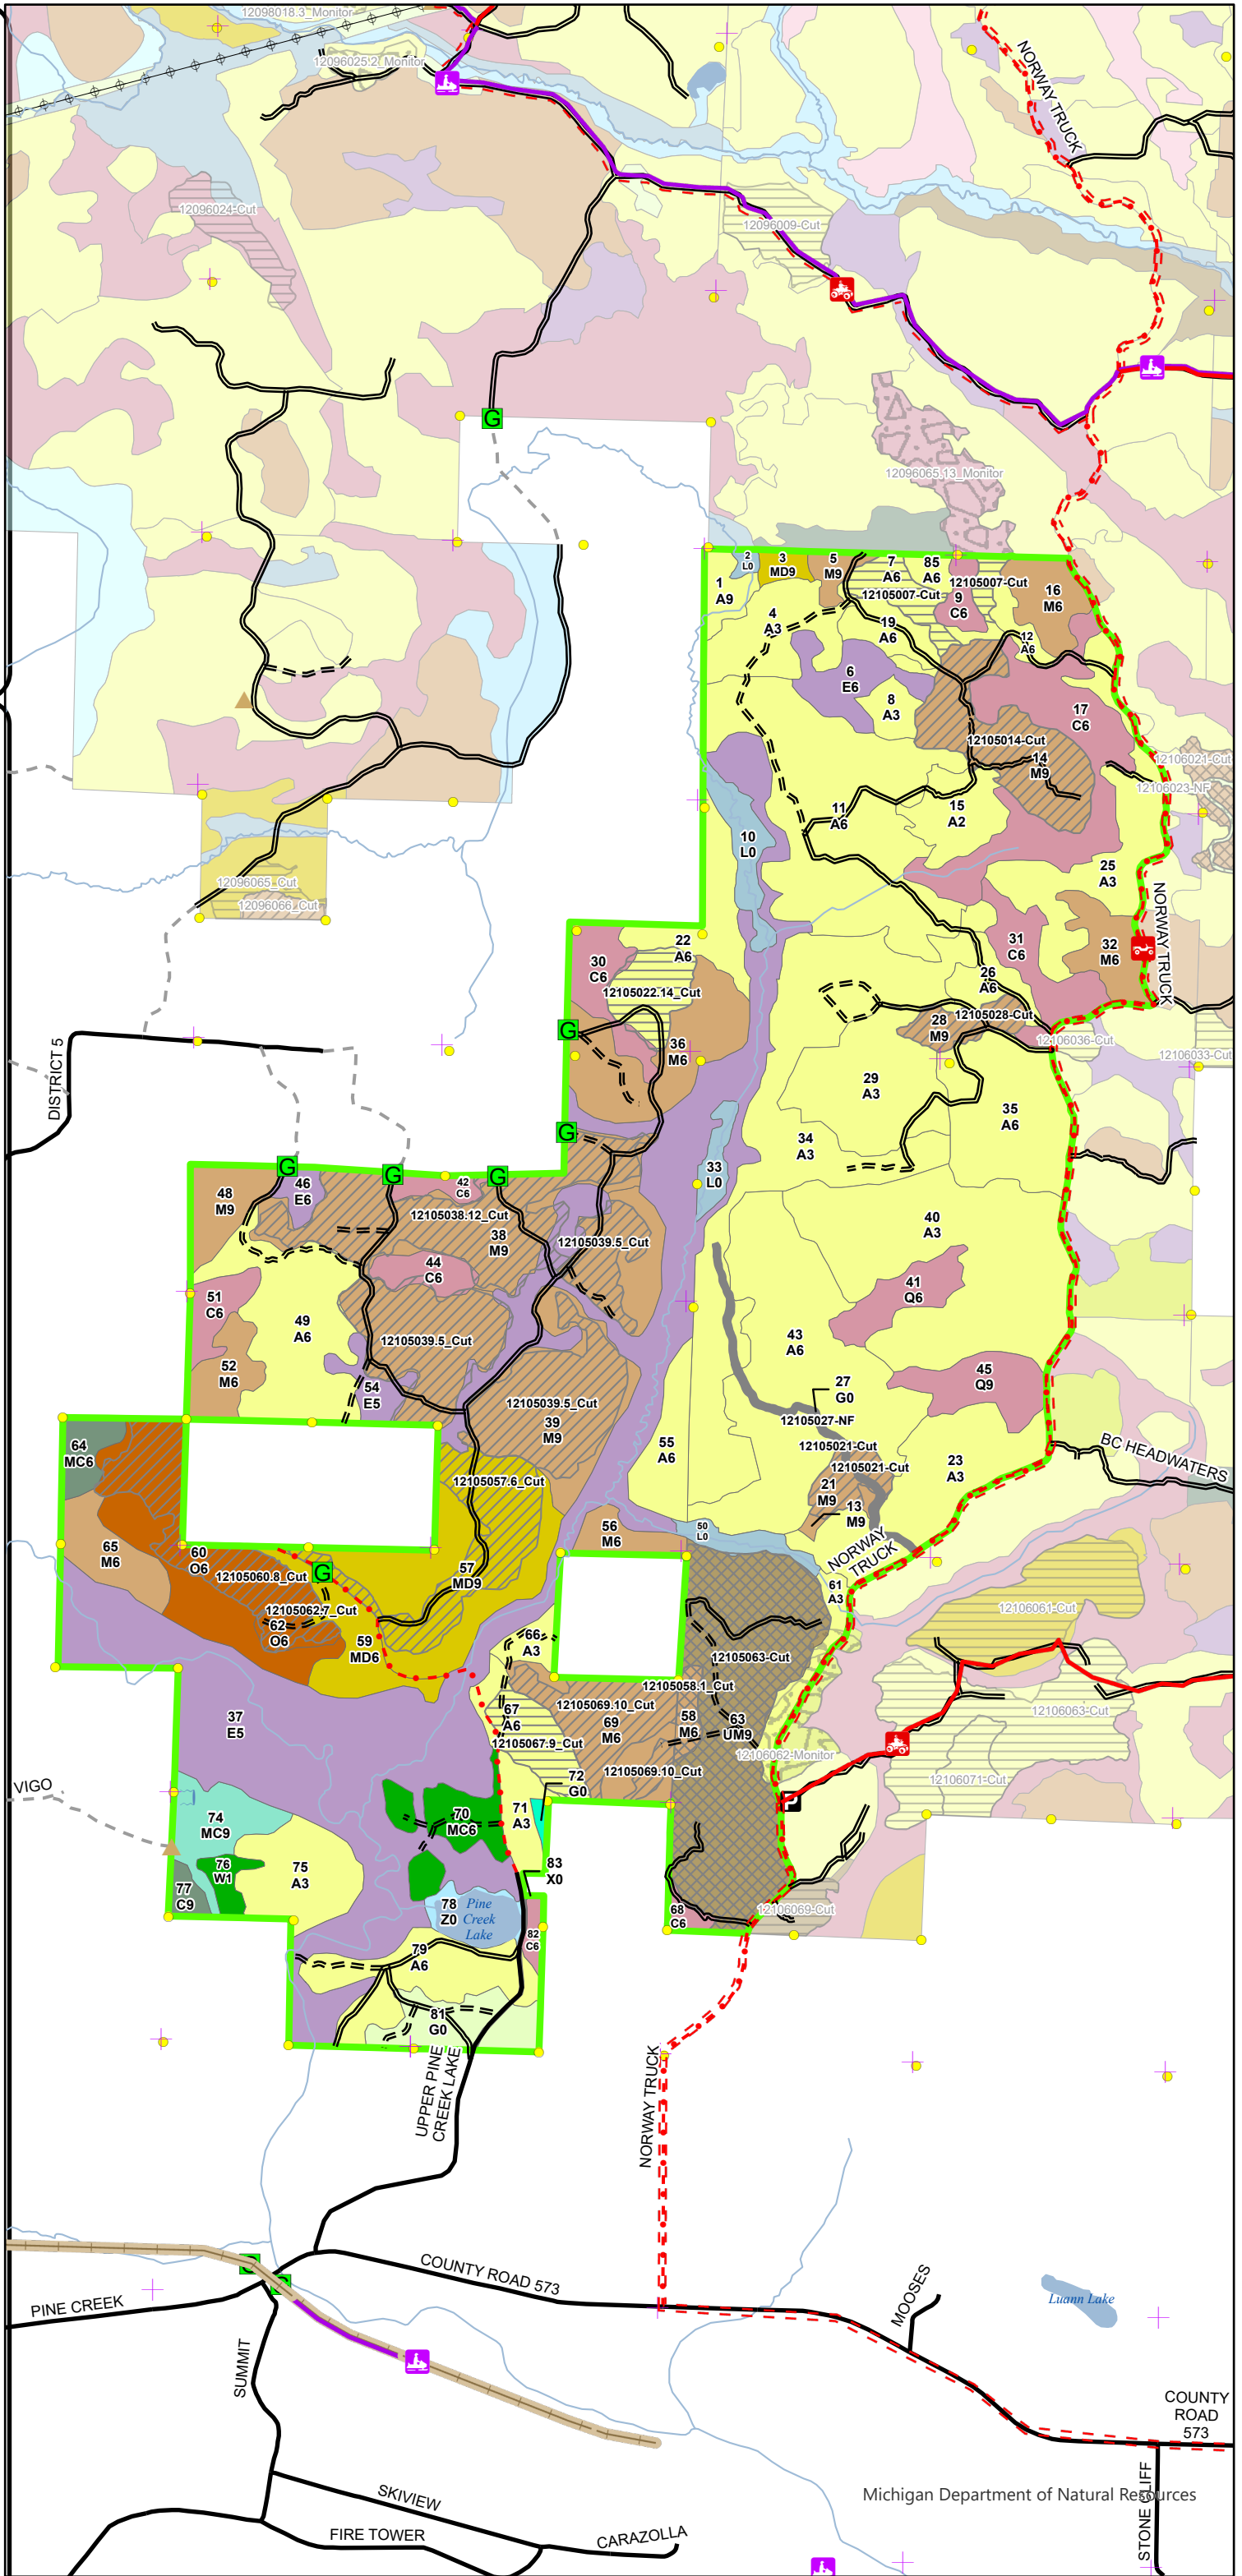 12098018.3_Monitor
12096025.2_Monitor
NORWAY TRUCK
12096024-Cut
12096009-Cut
G
12096065.13_Monitor
1
A9
2
L0
3
MD9
5
M9
7
A6
85
A6
12105007-Cut
12105007-Cut
9
C6
16
M6
4
A3
19
A6
12
A6
6
E6
8
A3
17
C6
12105014-Cut
14
M9
12106021-Cut
12106023-NF
11
A6
15
A2
10
L0
25
A3
12096065_Cut
12096066_Cut
NORWAY TRUCK
22
A6
30
C6
31
C6
32
M6
12105022.14_Cut
26
A6
12105028-Cut
28
M9
G
36
M6
12106036-Cut
12106033-Cut
DISTRICT 5
29
A3
35
A6
G
34
A3
33
L0
G
G
G
48
M9
46
E6
42
C6
12105038.12_Cut
38
M9
40
A3
12105039.5_Cut
44
C6
41
Q6
51
C6
49
A6
12105039.5_Cut
43
A6
52
M6
54
E5
45
Q9
27
G0
12105039.5_Cut
39
M9
12105027-NF
64
MC6
55
A6
12105021-Cut
12105021-Cut
23
A3
BC HEADWATERS
12105057.6_Cut
21
M9
13
M9
56
M6
50
L0
65
M6
60
O6
12105060.8_Cut
G
57
MD9
NORWAY
TRUCK
61
A3
12105062.7_Cut
62
O6
12106061-Cut
59
MD6
66
A3
12105063-Cut
12105058.1_Cut
37
E5
67
A6
12105069.10_Cut
69
M6
58
M6
63
UM9
12106063-Cut
12105067.9_Cut
12106062-Monitor
12105069.10_Cut
12106071-Cut
VIGO
72
G0
P
74
MC9
70
MC6
71
A3
76
W1
75
A3
83
X0
77
C9
78
Z0
Pine
Creek
Lake
68
C6
12106069-Cut
82
C6
79
A6
81
G0
UPPER PINE
CREEK LAKE
NORWAY TRUCK
G
G
COUNTY ROAD 573
PINE CREEK
MOOSES
Luann Lake
SUMMIT
COUNTY
ROAD
573
SKIVIEW
Michigan Department of Natural Resources
FIRE TOWER
CARAZOLLA
STONE CLIFF